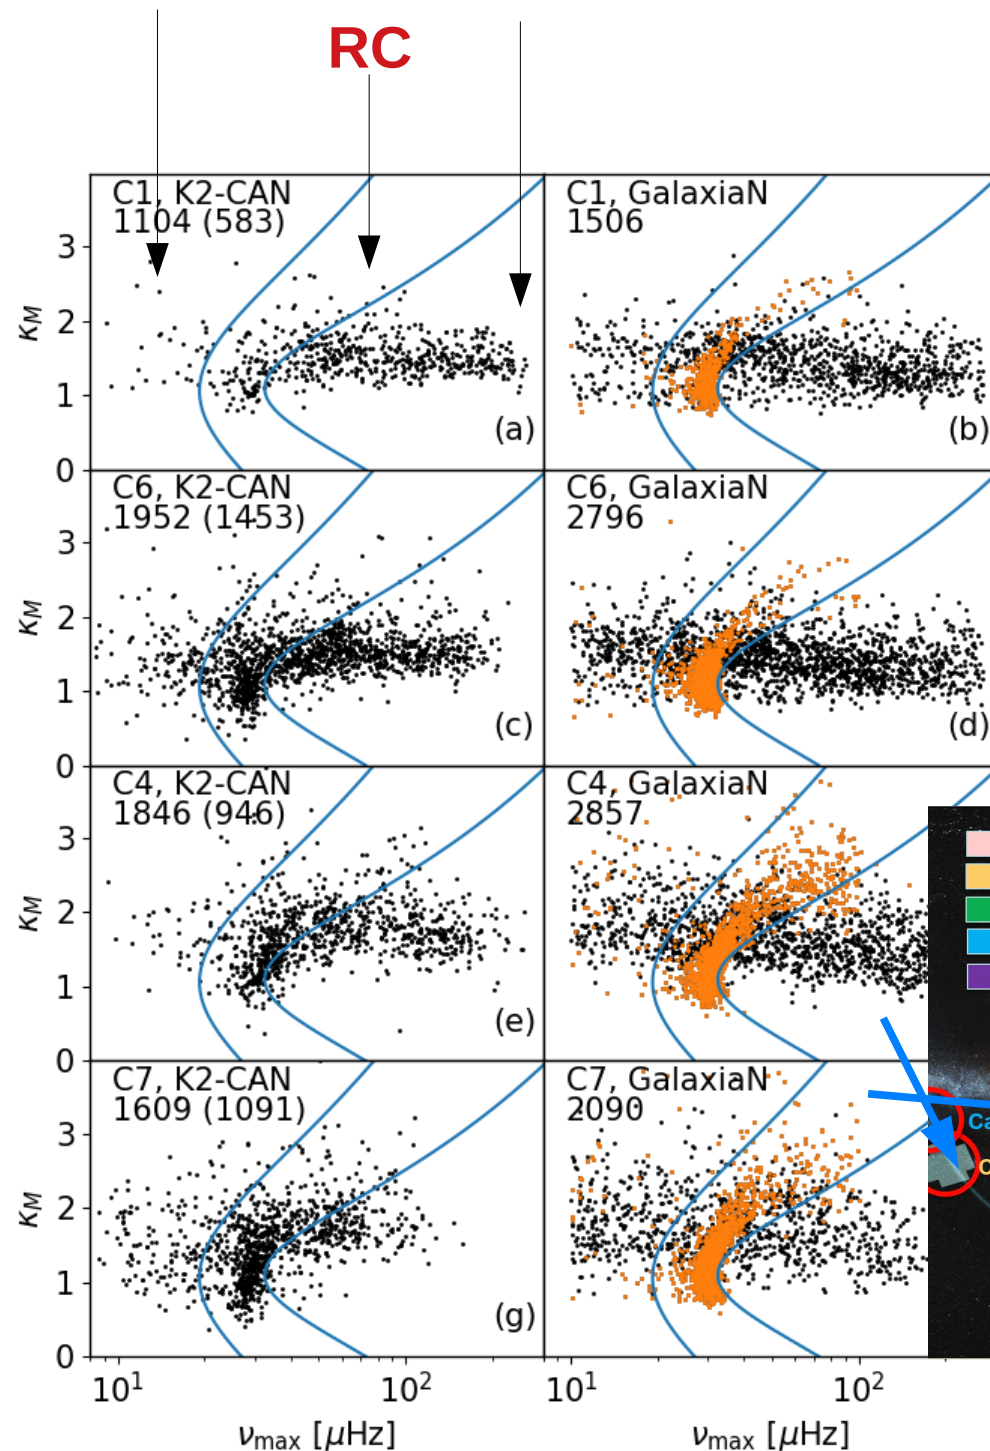 RC
C1, K2-CAN
1104 (583)
(a)
C1, GalaxiaN
1506
(b)
3
2
1
0
κM
C6, K2-CAN
1952 (1453)
(c)
C6, GalaxiaN
2796
(d)
3
2
1
0
κM
C4, K2-CAN
1846 (946)
(e)
C4, GalaxiaN
2857
3
2
1
0
κM
C7, K2-CAN
1609 (1091)
(g)
C7, GalaxiaN
2090
Ca
3
2
1
0
κM
10¹ 10² 10¹ 10²
νmax [μHz] νmax [μHz]